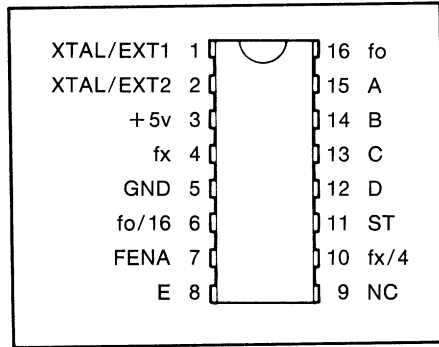 XTAL/EXT1 1 16 fo
XTAL/EXT2 2 15 A
+5v 3 14 B
fx 4 13 C
GND 5 12 D
fo/16 6 11 ST
FENA 7 10 fx/4
E 8 9 NC